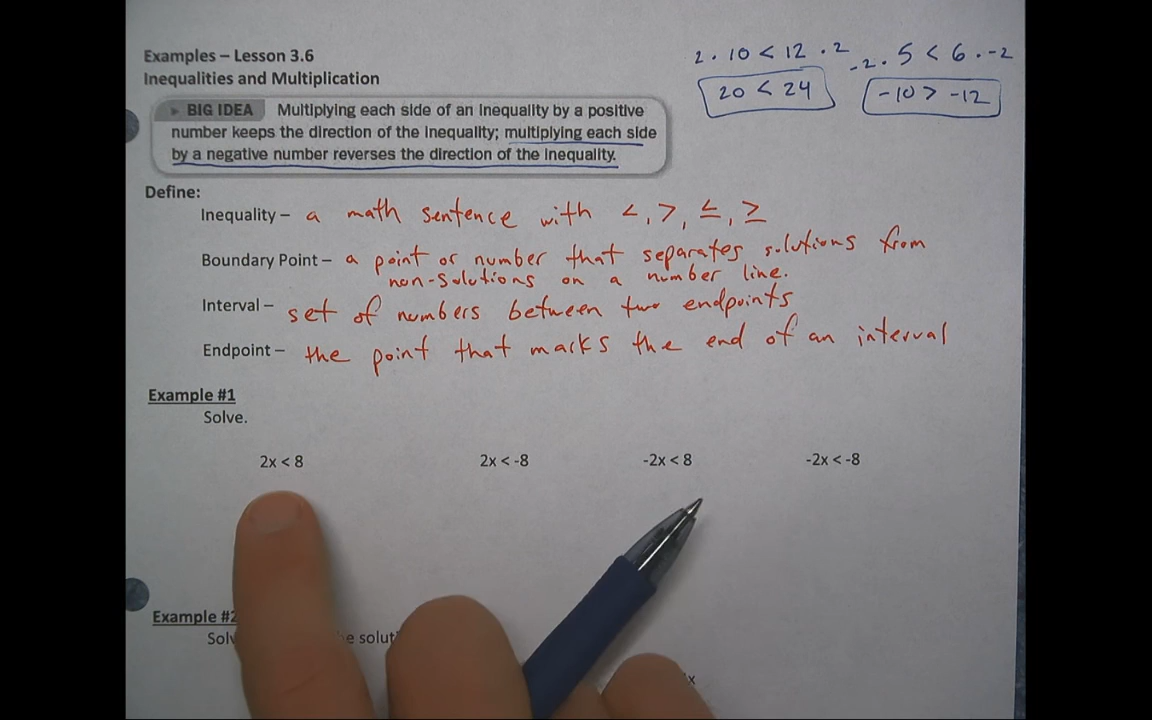 Examples – Lesson 3.6
Inequalities and Multiplication
2 · 10 < 12 · 2
20 < 24
-2 · 5 < 6 · -2
-10 > -12
▶ BIG IDEA Multiplying each side of an inequality by a positive
number keeps the direction of the inequality; multiplying each side
by a negative number reverses the direction of the inequality.
Define:
Inequality – a math sentence with <, >, ≤, ≥
Boundary Point – a point or number that separates solutions from
non-solutions on a number line.
Interval – set of numbers between two endpoints
Endpoint – the point that marks the end of an interval
Example #1
Solve.
2x < 8 2x < -8 -2x < 8 -2x < -8
Example #2